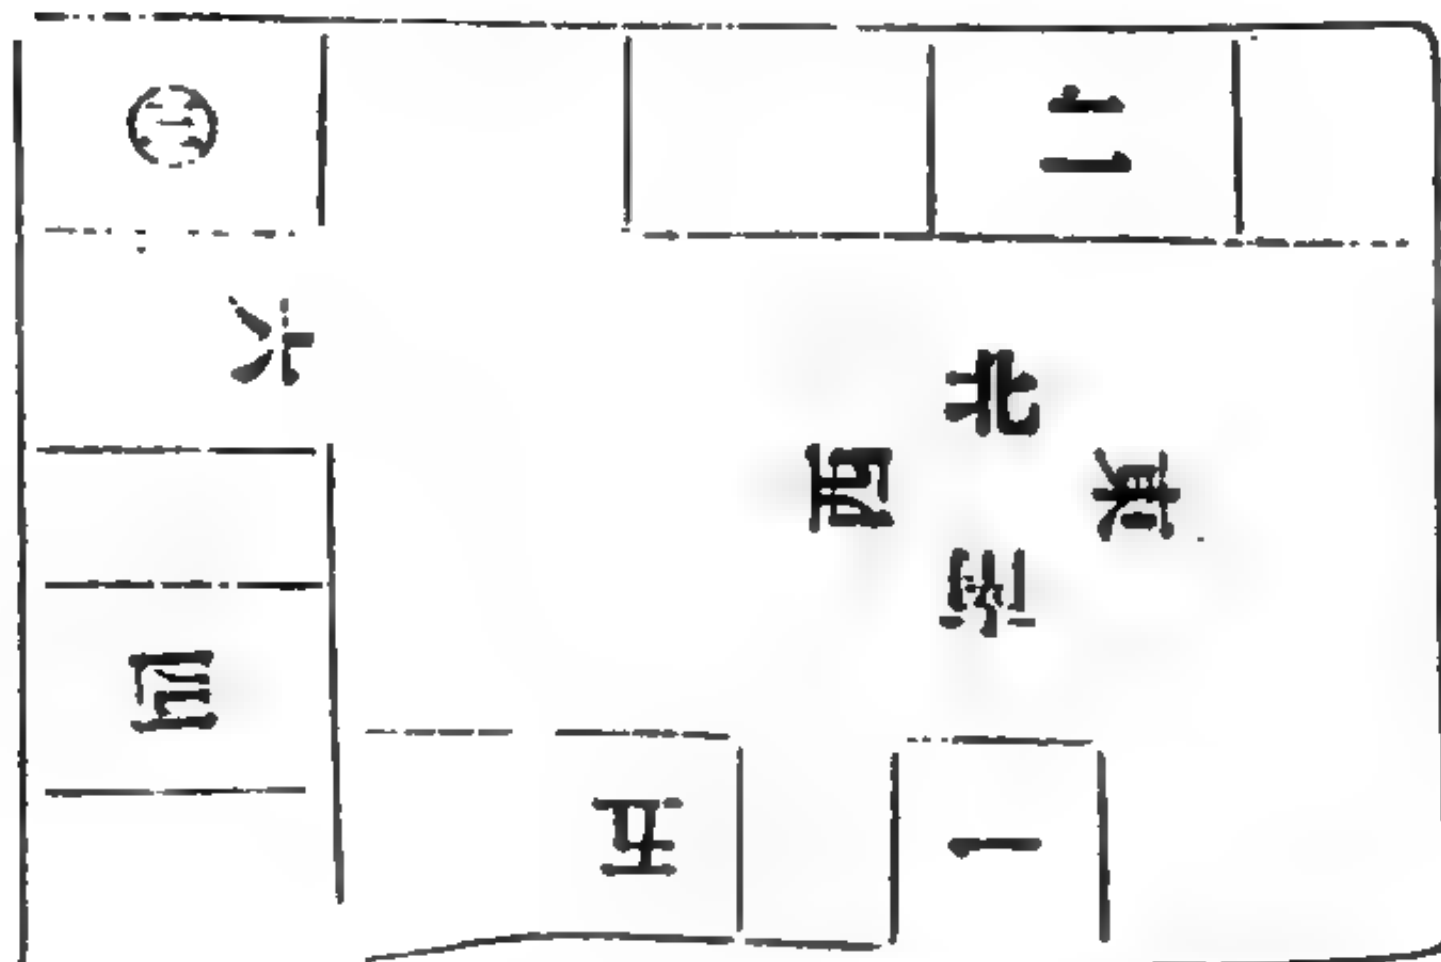 ㊂
二
六
北
西
東
南
四
五
一